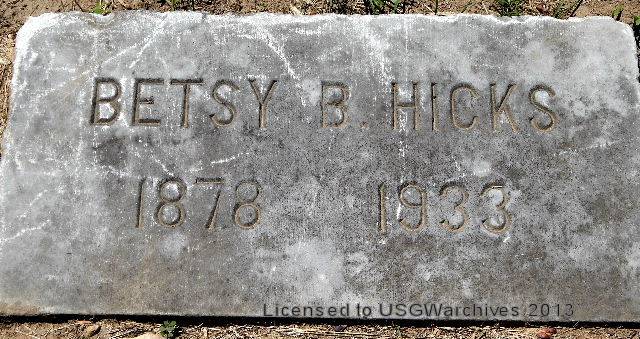 BETSY B. HICKS
1878 1933
Licensed to USGWarchives 2013